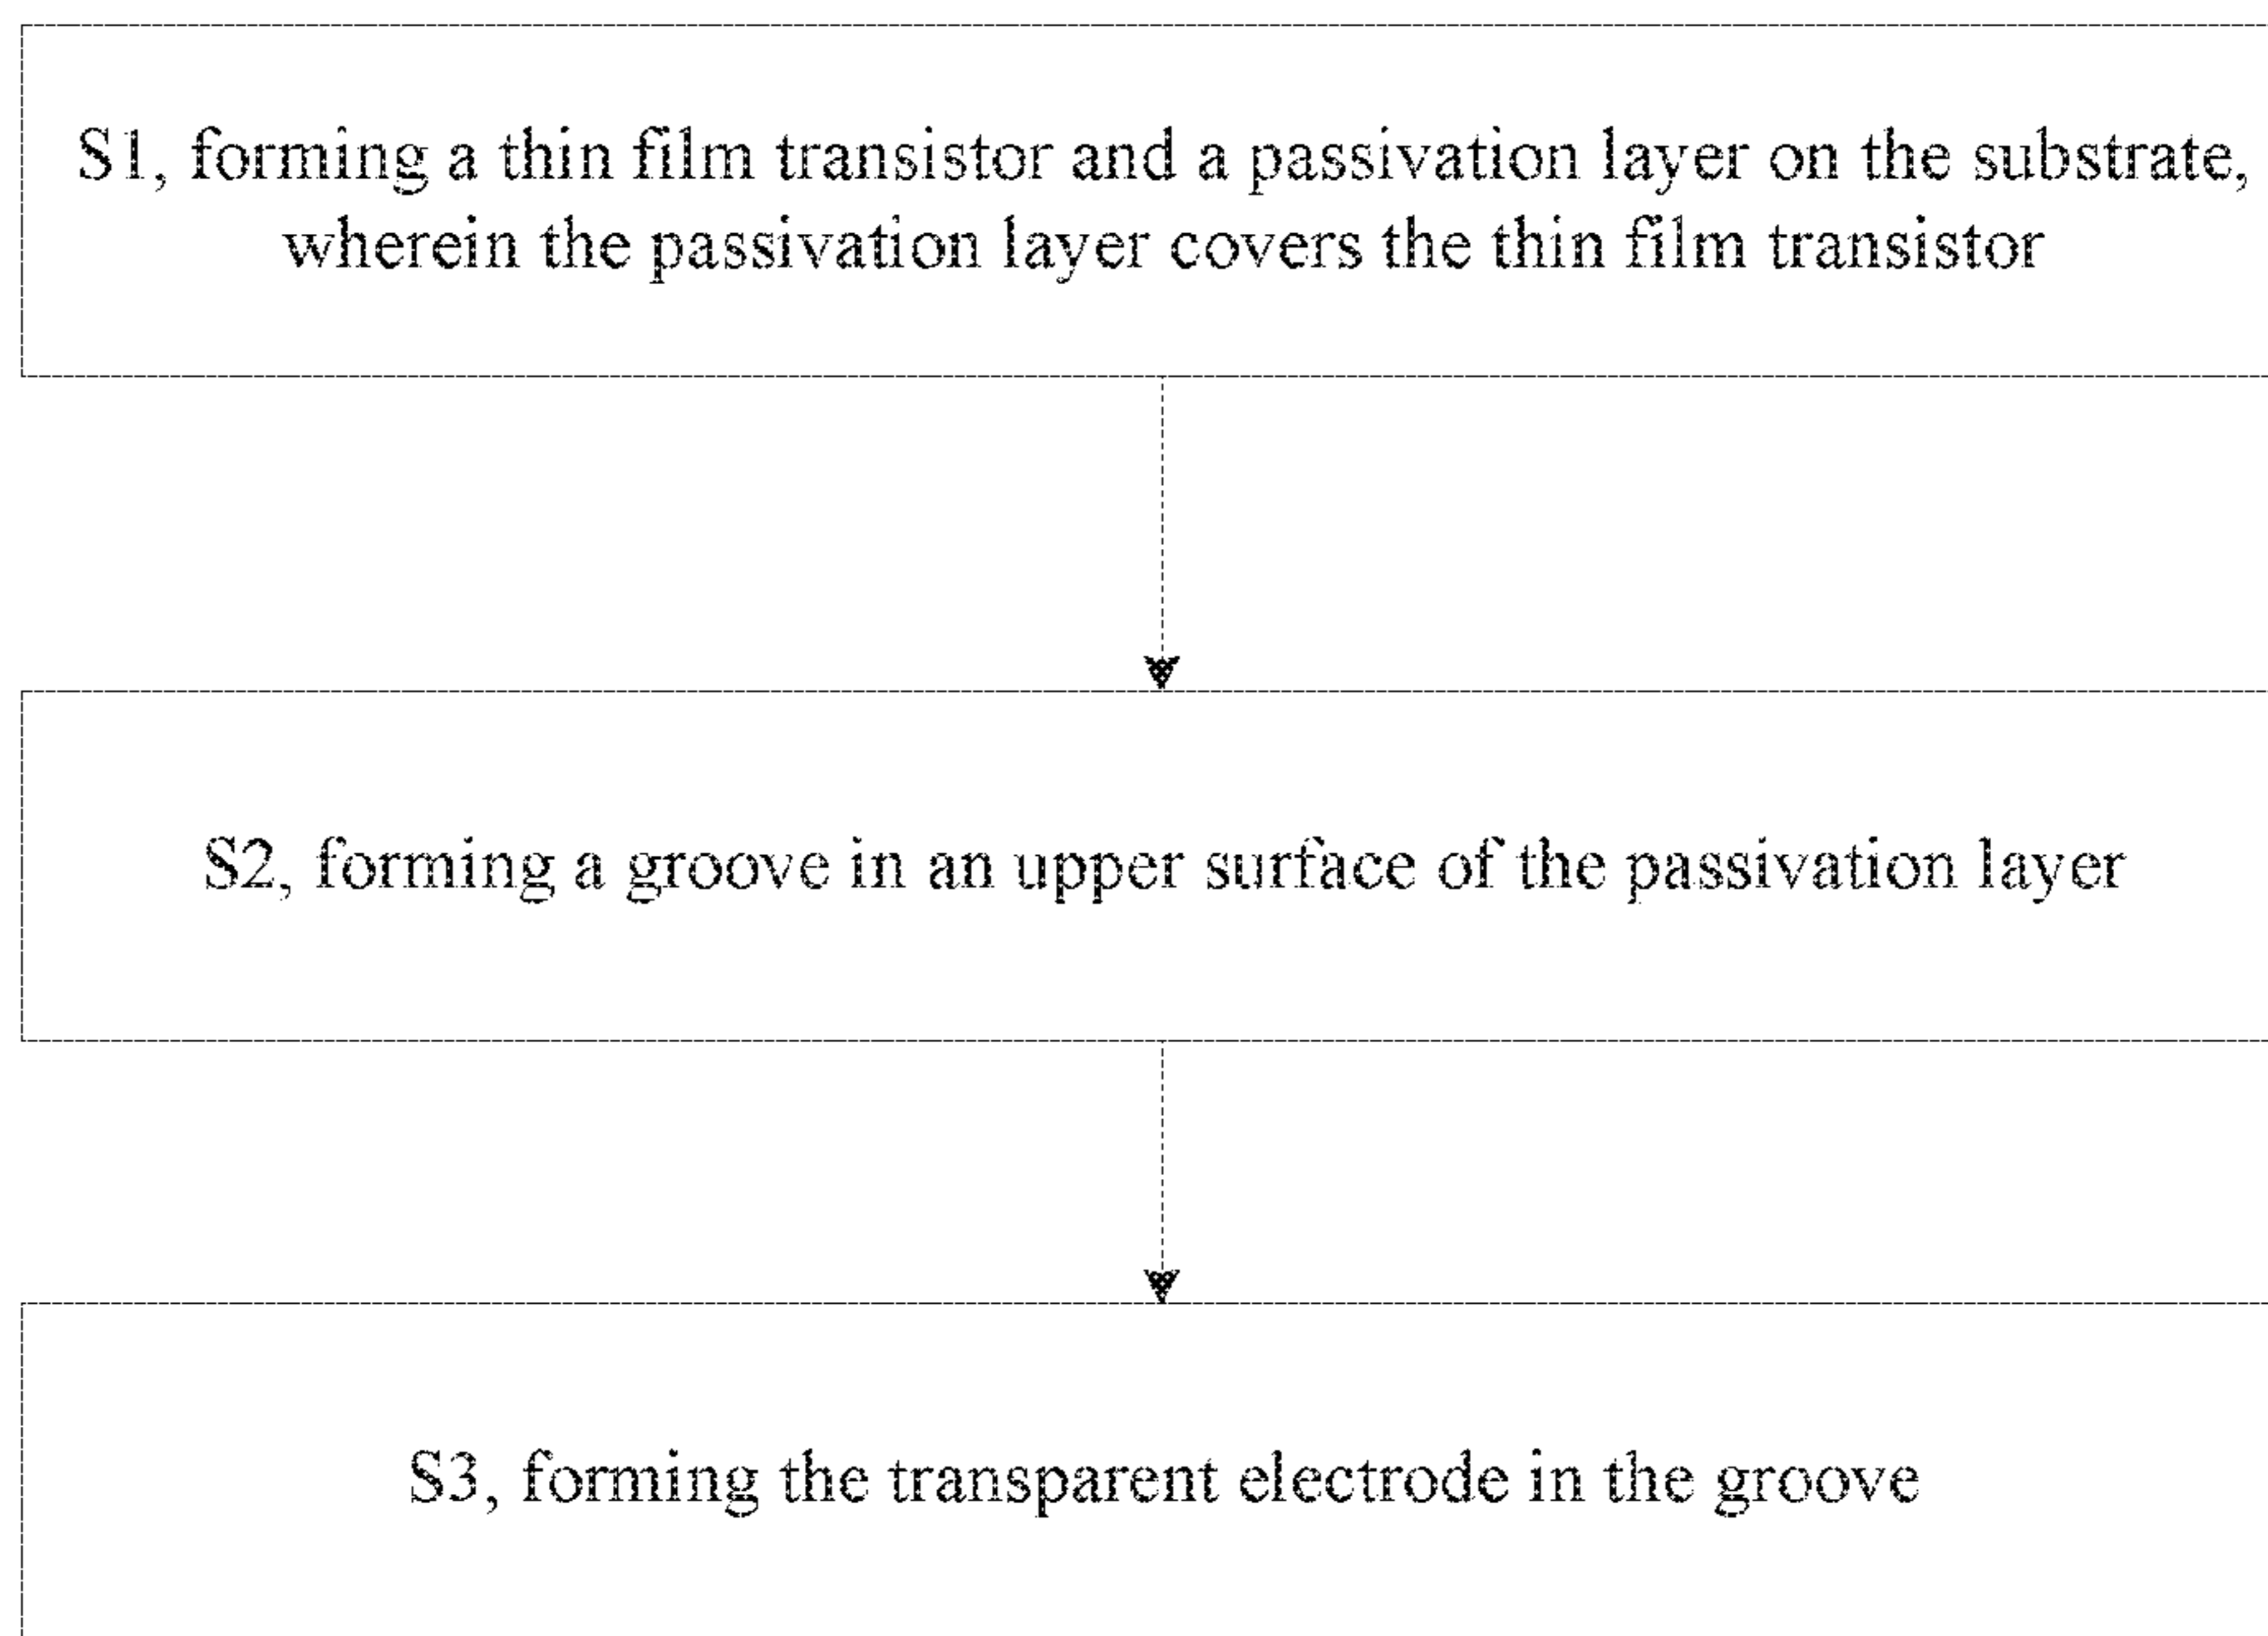 S1, forming a thin film transistor and a passivation layer on the substrate,
wherein the passivation layer covers the thin film transistor
S2, forming a groove in an upper surface of the passivation layer
S3, forming the transparent electrode in the groove